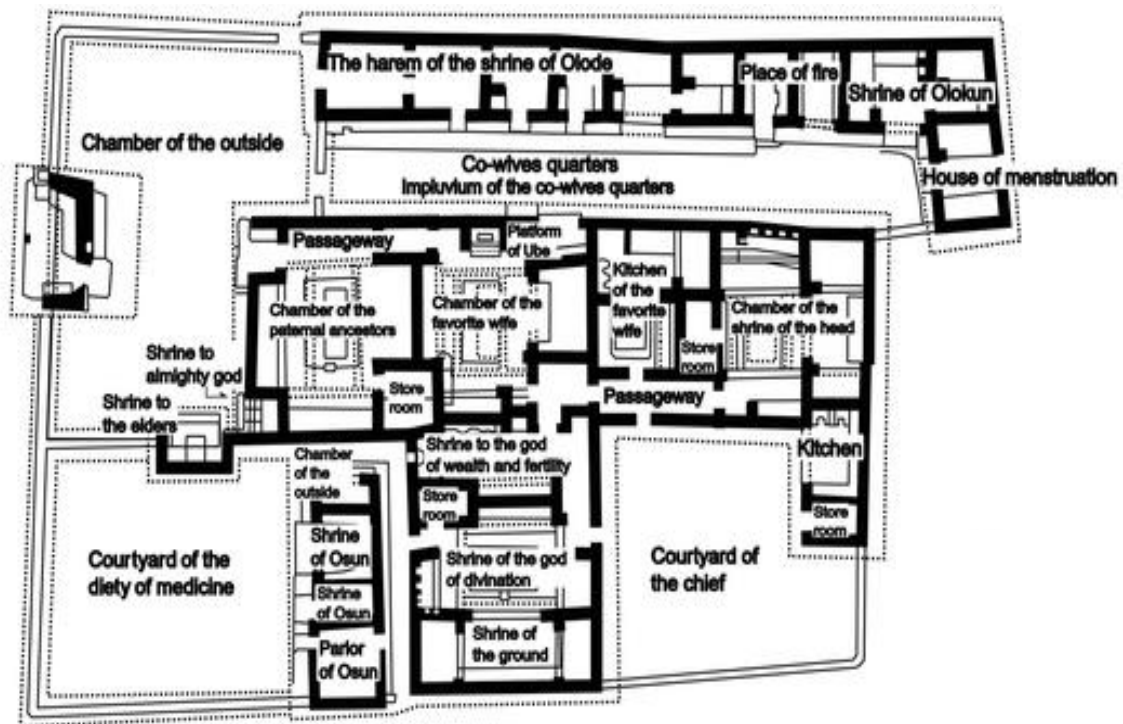 The harem of the shrine of Olode
Place of fire
Shrine of Olokun
Chamber of the outside
Co-wives quarters
Impluvium of the co-wives quarters
House of menstruation
Passageway
Platform
of Ube
Kitchen
of the
favorite
wife
Chamber of the
paternal ancestors
Chamber of the
favorite wife
Chamber of the
shrine of the head
Store
room
Shrine to
almighty god
Store
room
Passageway
Shrine to
the elders
Shrine to the god
of wealth and fertility
Kitchen
Chamber
of the
outside
Store
room
Store
room
Courtyard of the
diety of medicine
Shrine
of Osun
Shrine of the god
of divination
Courtyard of
the chief
Shrine
of Osun
Parlor
of Osun
Shrine of
the ground